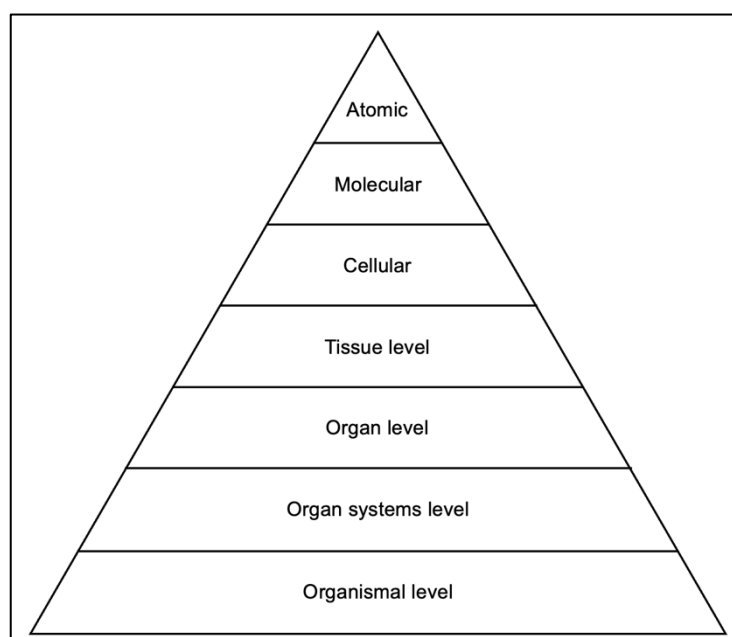 Atomic
Molecular
Cellular
Tissue level
Organ level
Organ systems level
Organismal level